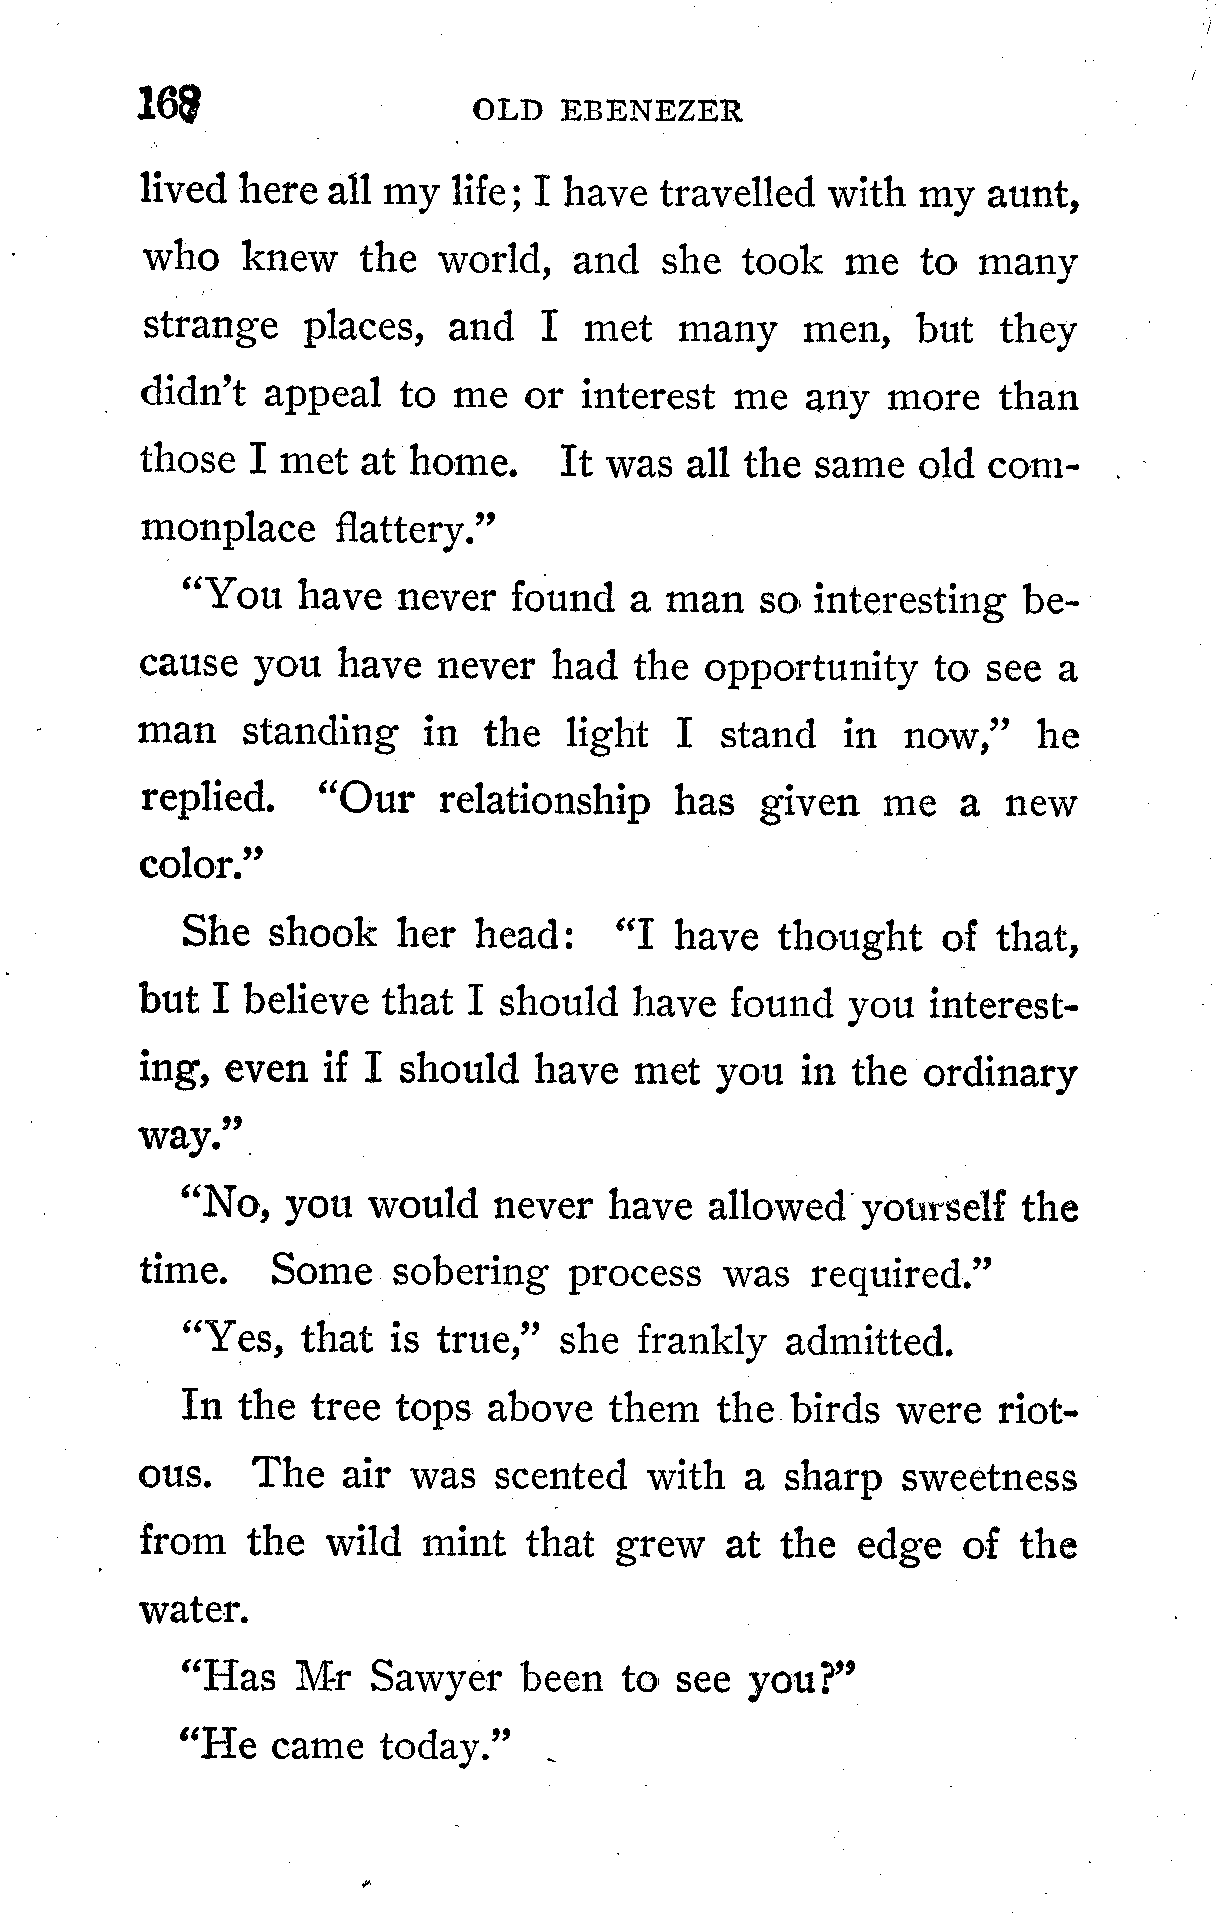 168 OLD EBENEZER
lived here all my life; I have travelled with my aunt,
who knew the world, and she took me to many
strange places, and I met many men, but they
didn't appeal to me or interest me any more than
those I met at home. It was all the same old com-
monplace flattery.”
“You have never found a man so interesting be-
cause you have never had the opportunity to see a
man standing in the light I stand in now,” he
replied. “Our relationship has given me a new
color.”
She shook her head: “I have thought of that,
but I believe that I should have found you interest-
ing, even if I should have met you in the ordinary
way.”
“No, you would never have allowed yourself the
time. Some sobering process was required.”
“Yes, that is true,” she frankly admitted.
In the tree tops above them the birds were riot-
ous. The air was scented with a sharp sweetness
from the wild mint that grew at the edge of the
water.
“Has Mr Sawyer been to see you?”
“He came today.”